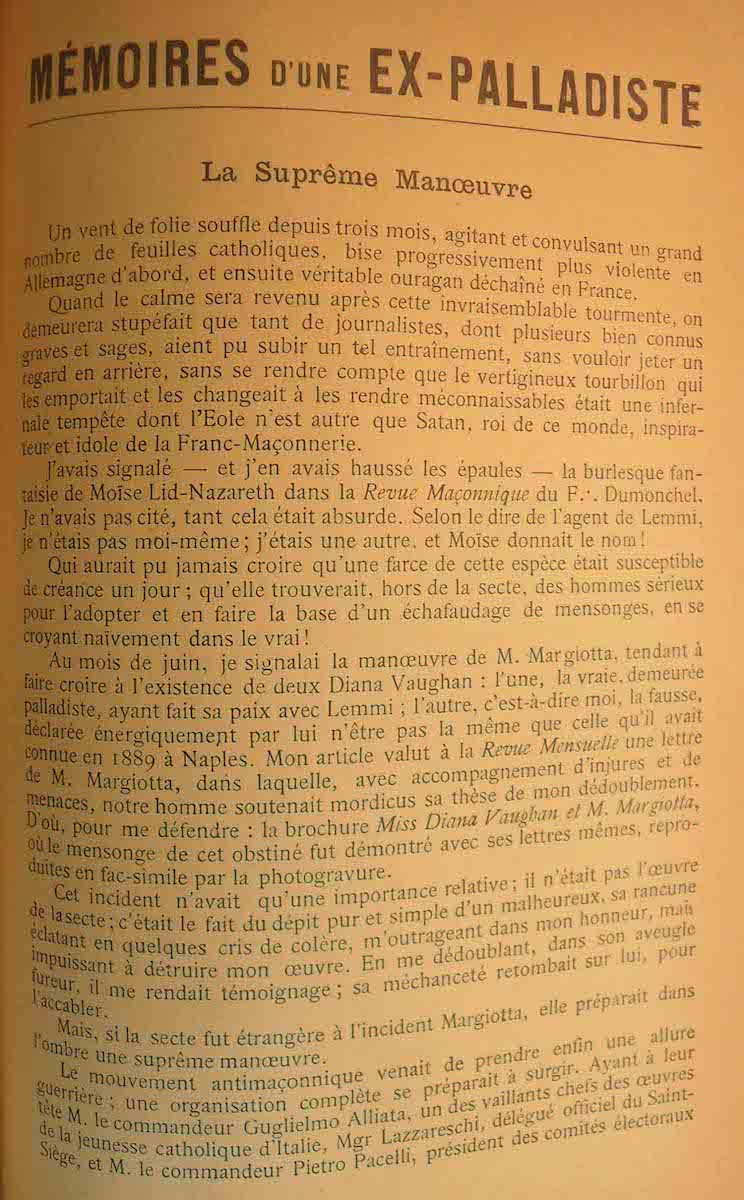 MÉMOIRES D'UNE EX-PALLADISTE
La Suprême Manœuvre
Un vent de folie souffle depuis trois mois, agitant et convulsant un grand
nombre de feuilles catholiques, bise progressivement plus violente en
Allemagne d'abord, et ensuite véritable ouragan déchaîné en France.
Quand le calme sera revenu après cette invraisemblable tourmente, on
demeurera stupéfait que tant de journalistes, dont plusieurs bien connus
graves et sages, aient pu subir un tel entraînement, sans vouloir jeter un
regard en arrière, sans se rendre compte que le vertigineux tourbillon qui
les emportait et les changeait à les rendre méconnaissables était une infer-
nale tempête dont l'Eole n'est autre que Satan, roi de ce monde, inspira-
teur et idole de la Franc-Maçonnerie.
J'avais signalé — et j'en avais haussé les épaules — la burlesque fan-
taisie de Moïse Lid-Nazareth dans la Revue Maçonnique du F∴ Dumonchel.
Je n'avais pas cité, tant cela était absurde. Selon le dire de l'agent de Lemmi,
je n'étais pas moi-même ; j'étais une autre, et Moïse donnait le nom !
Qui aurait pu jamais croire qu'une farce de cette espèce était susceptible
de créance un jour ; qu'elle trouverait, hors de la secte, des hommes sérieux
pour l'adopter et en faire la base d'un échafaudage de mensonges, en se
croyant naïvement dans le vrai !
Au mois de juin, je signalai la manœuvre de M. Margiotta, tendant à
faire croire à l'existence de deux Diana Vaughan : l'une, la vraie, demeurée
palladiste, ayant fait sa paix avec Lemmi ; l'autre, c'est-à-dire moi, la fausse,
déclarée énergiquement par lui n'être pas la même que celle qu'il avait
connue en 1889 à Naples. Mon article valut à la Revue Mensuelle une lettre
de M. Margiotta, dans laquelle, avec accompagnement d'injures et de
menaces, notre homme soutenait mordicus sa thèse de mon dédoublement.
D'où, pour me défendre : la brochure Miss Diana Vaughan et M. Margiotta,
où le mensonge de cet obstiné fut démontré avec ses lettres mêmes, repro-
duites en fac-simile par la photogravure.
Cet incident n'avait qu'une importance relative ; il n'était pas l'œuvre
de la secte ; c'était le fait du dépit pur et simple d'un malheureux, sa rancune
éclatant en quelques cris de colère, m'outrageant dans mon honneur, mais
impuissant à détruire mon œuvre. En me dédoublant, dans son aveugle
fureur, il me rendait témoignage ; sa méchanceté retombait sur lui, pour
l'accabler.
Mais, si la secte fut étrangère à l'incident Margiotta, elle préparait dans
l'ombre une suprême manœuvre.
Le mouvement antimaçonnique venait de prendre enfin une allure
guerrière ; une organisation complète se préparait à surgir. Ayant à leur
tête M. le commandeur Guglielmo Alliata, un des vaillants chefs des œuvres
de la jeunesse catholique d'Italie, Mgr Lazzareschi, délégué officiel du Saint-
Siège, et M. le commandeur Pietro Pacelli, président des comités électoraux